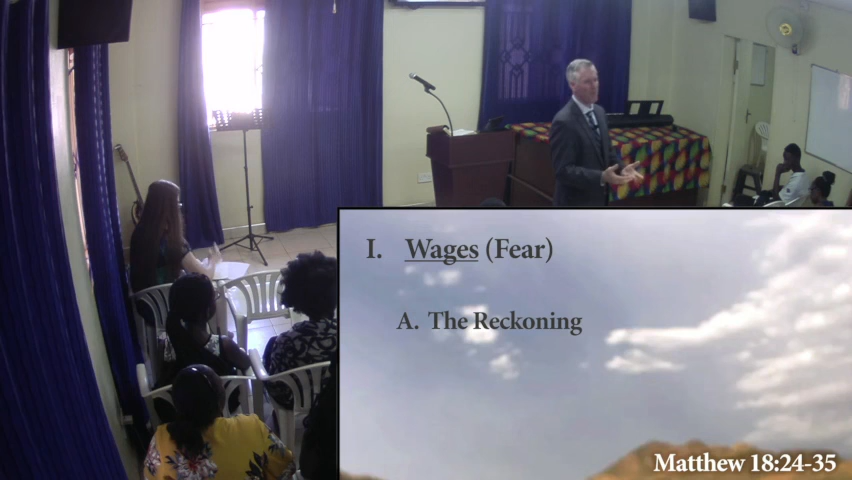 I. Wages (Fear)
A. The Reckoning
Matthew 18:24-35